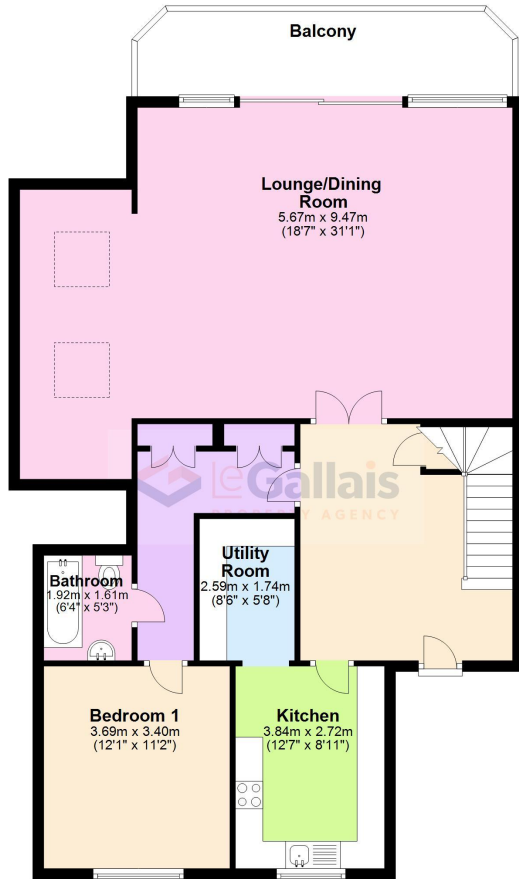 Balcony
Lounge/Dining
Room
5.67m x 9.47m
(18'7" x 31'1")
LeGallais
PROPERTY AGENCY
Utility
Room
2.59m x 1.74m
(8'6" x 5'8")
Bathroom
1.92m x 1.61m
(6'4" x 5'3")
Bedroom 1
3.69m x 3.40m
(12'1" x 11'2")
Kitchen
3.84m x 2.72m
(12'7" x 8'11")